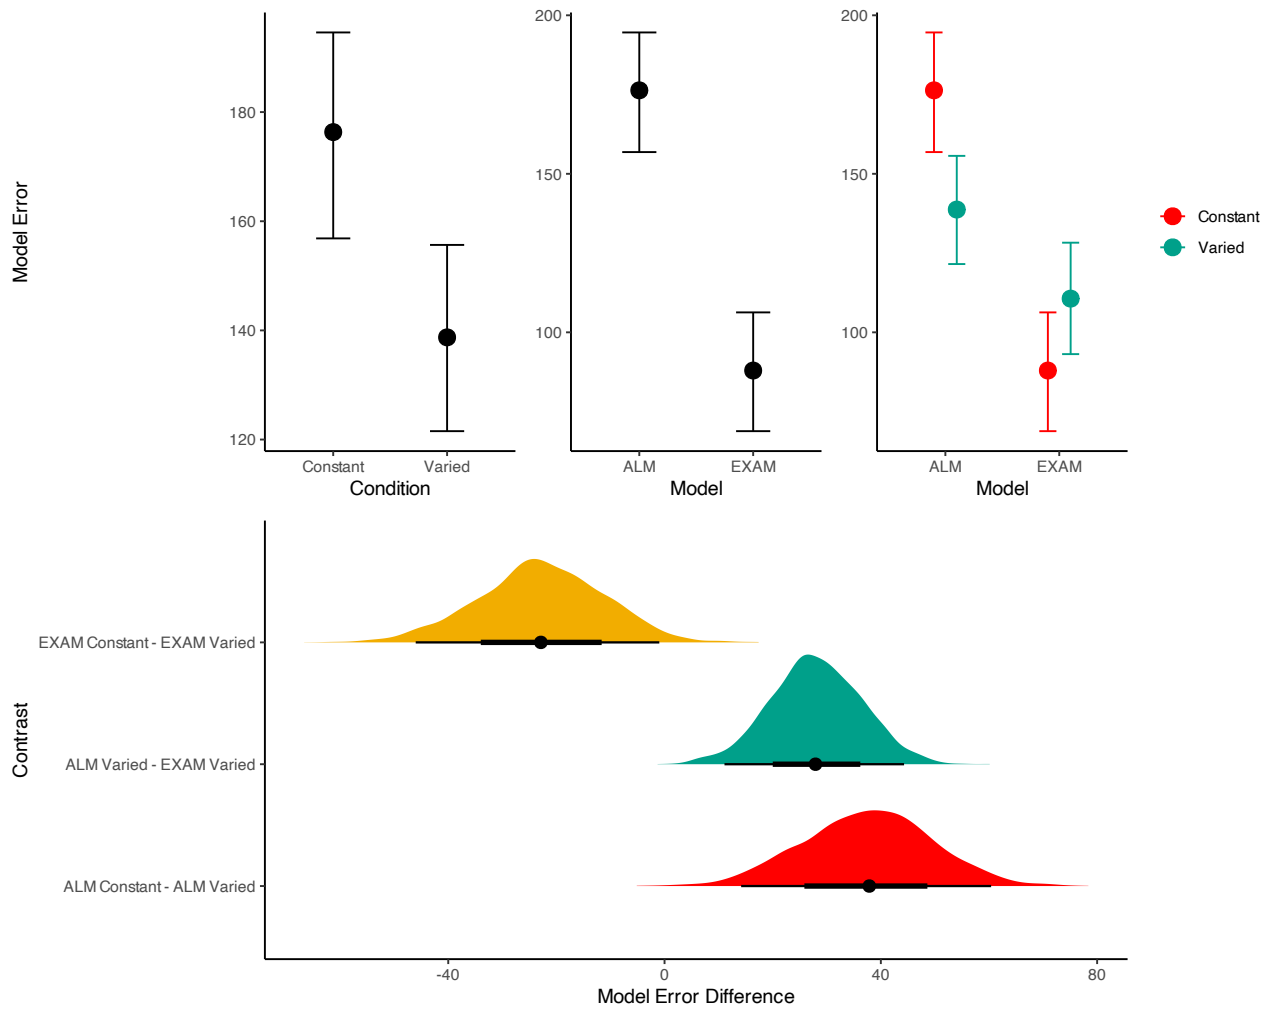 Model Error
180
160
140
120
Constant
Varied
Condition
200
150
100
ALM
EXAM
Model
200
150
100
ALM
EXAM
Model
Constant
Varied
Contrast
EXAM Constant - EXAM Varied
ALM Varied - EXAM Varied
ALM Constant - ALM Varied
-40
0
40
80
Model Error Difference